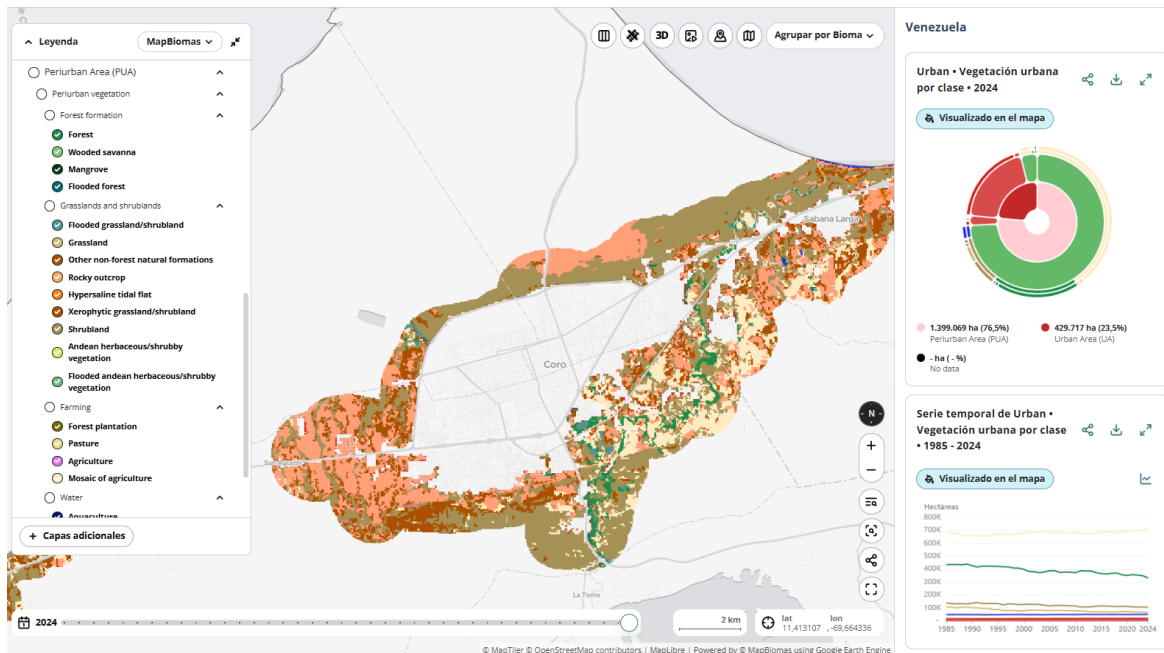 Leyenda
MapBiomas
Periurban Area (PUA)
Periurban vegetation
Forest formation
Forest
Wooded savanna
Mangrove
Flooded forest
Grasslands and shrublands
Flooded grassland/shrubland
Grassland
Other non-forest natural formations
Rocky outcrop
Hypersaline tidal flat
Xerophytic grassland/shrubland
Shrubland
Andean herbaceous/shrubby
vegetation
Flooded andean herbaceous/shrubby
vegetation
Farming
Forest plantation
Pasture
Agriculture
Mosaic of agriculture
Water
Aquaculture
+ Capas adicionales
3D
Agrupar por Bioma
Sabana Larga
Coro
San Agustín
La Toma
N
+
−
2024
2 km
lat
11,413107
lon
-69,664336
© MapTiler © OpenStreetMap contributors | MapLibre | Powered by © MapBiomas using Google Earth Engine
Venezuela
Urban • Vegetación urbana
por clase • 2024
Visualizado en el mapa
1.399.069 ha (76,5%)
Periurban Area (PUA)
429.717 ha (23,5%)
Urban Area (UA)
- ha ( - %)
No data
Serie temporal de Urban •
Vegetación urbana por clase
• 1985 - 2024
Visualizado en el mapa
Hectáreas
800K
700K
600K
500K
400K
300K
200K
100K
-
1985 1990 1995 2000 2005 2010 2015 2020 2024